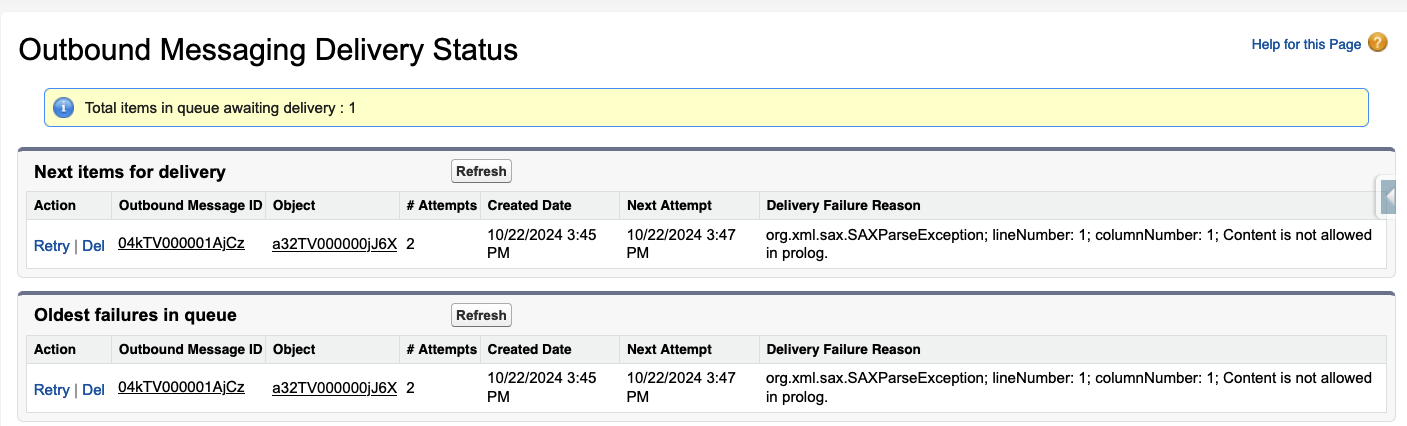 Outbound Messaging Delivery Status
Help for this Page ?
Total items in queue awaiting delivery : 1
Next items for delivery Refresh
Action Outbound Message ID Object # Attempts Created Date Next Attempt Delivery Failure Reason
Retry | Del 04kTV000001AjCz a32TV000000jJ6X 2 10/22/2024 3:45 PM 10/22/2024 3:47 PM org.xml.sax.SAXParseException; lineNumber: 1; columnNumber: 1; Content is not allowed in prolog.
Oldest failures in queue Refresh
Action Outbound Message ID Object # Attempts Created Date Next Attempt Delivery Failure Reason
Retry | Del 04kTV000001AjCz a32TV000000jJ6X 2 10/22/2024 3:45 PM 10/22/2024 3:47 PM org.xml.sax.SAXParseException; lineNumber: 1; columnNumber: 1; Content is not allowed in prolog.